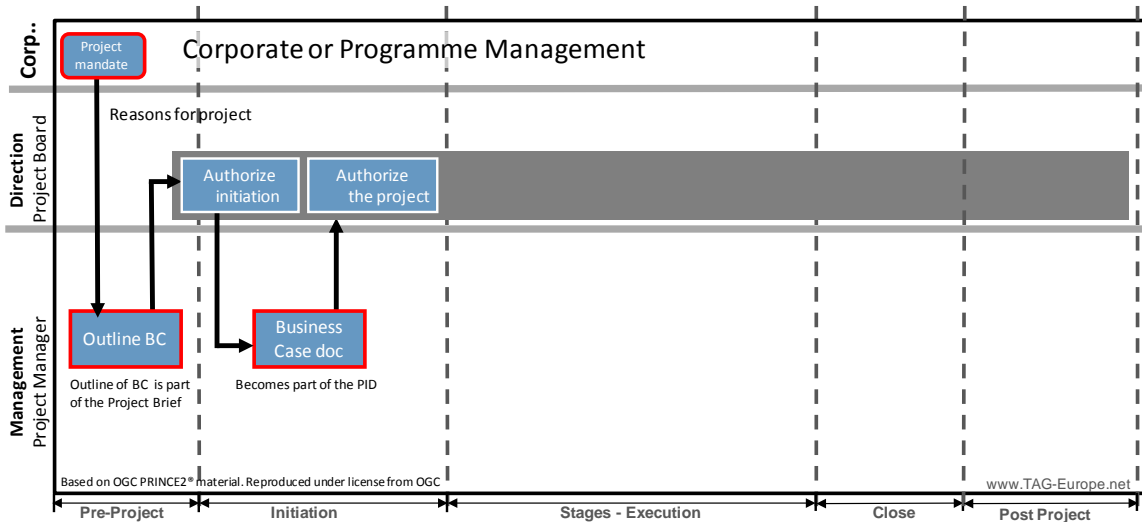 Corp..
Project
mandate
Corporate or Programme Management
Reasons for project
Direction
Project Board
Authorize
initiation
Authorize
the project
Management
Project Manager
Outline BC
Business
Case doc
Outline of BC is part
of the Project Brief
Becomes part of the PID
Based on OGC PRINCE2® material. Reproduced under license from OGC
www.TAG-Europe.net
Pre-Project
Initiation
Stages - Execution
Close
Post Project